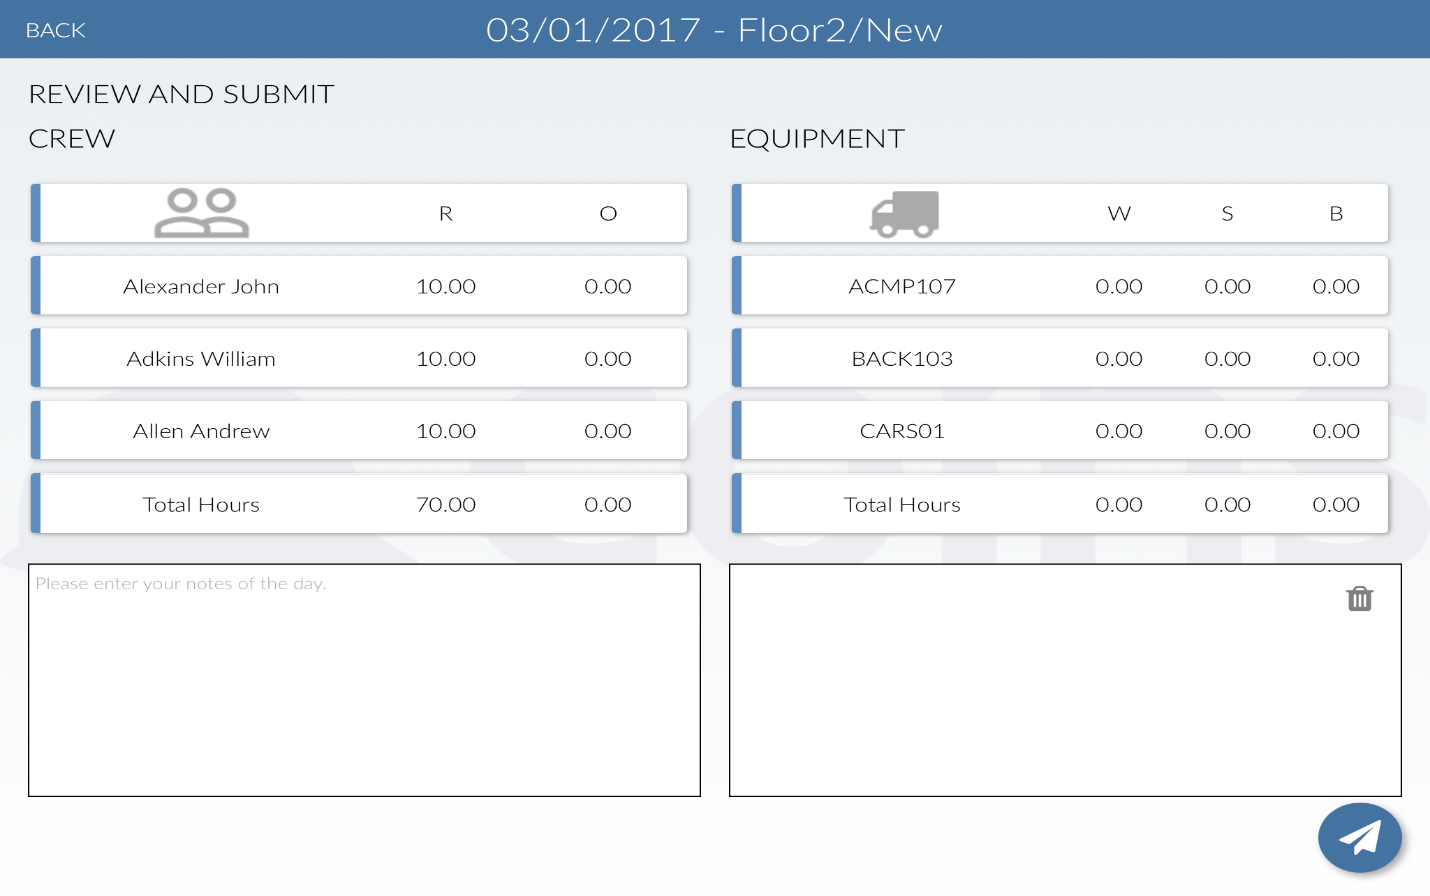 BACK 03/01/2017 - Floor2/New
REVIEW AND SUBMIT
CREW
R O
Alexander John 10.00 0.00
Adkins William 10.00 0.00
Allen Andrew 10.00 0.00
Total Hours 70.00 0.00
EQUIPMENT
W S B
ACMP107 0.00 0.00 0.00
BACK103 0.00 0.00 0.00
CARS01 0.00 0.00 0.00
Total Hours 0.00 0.00 0.00
Please enter your notes of the day.